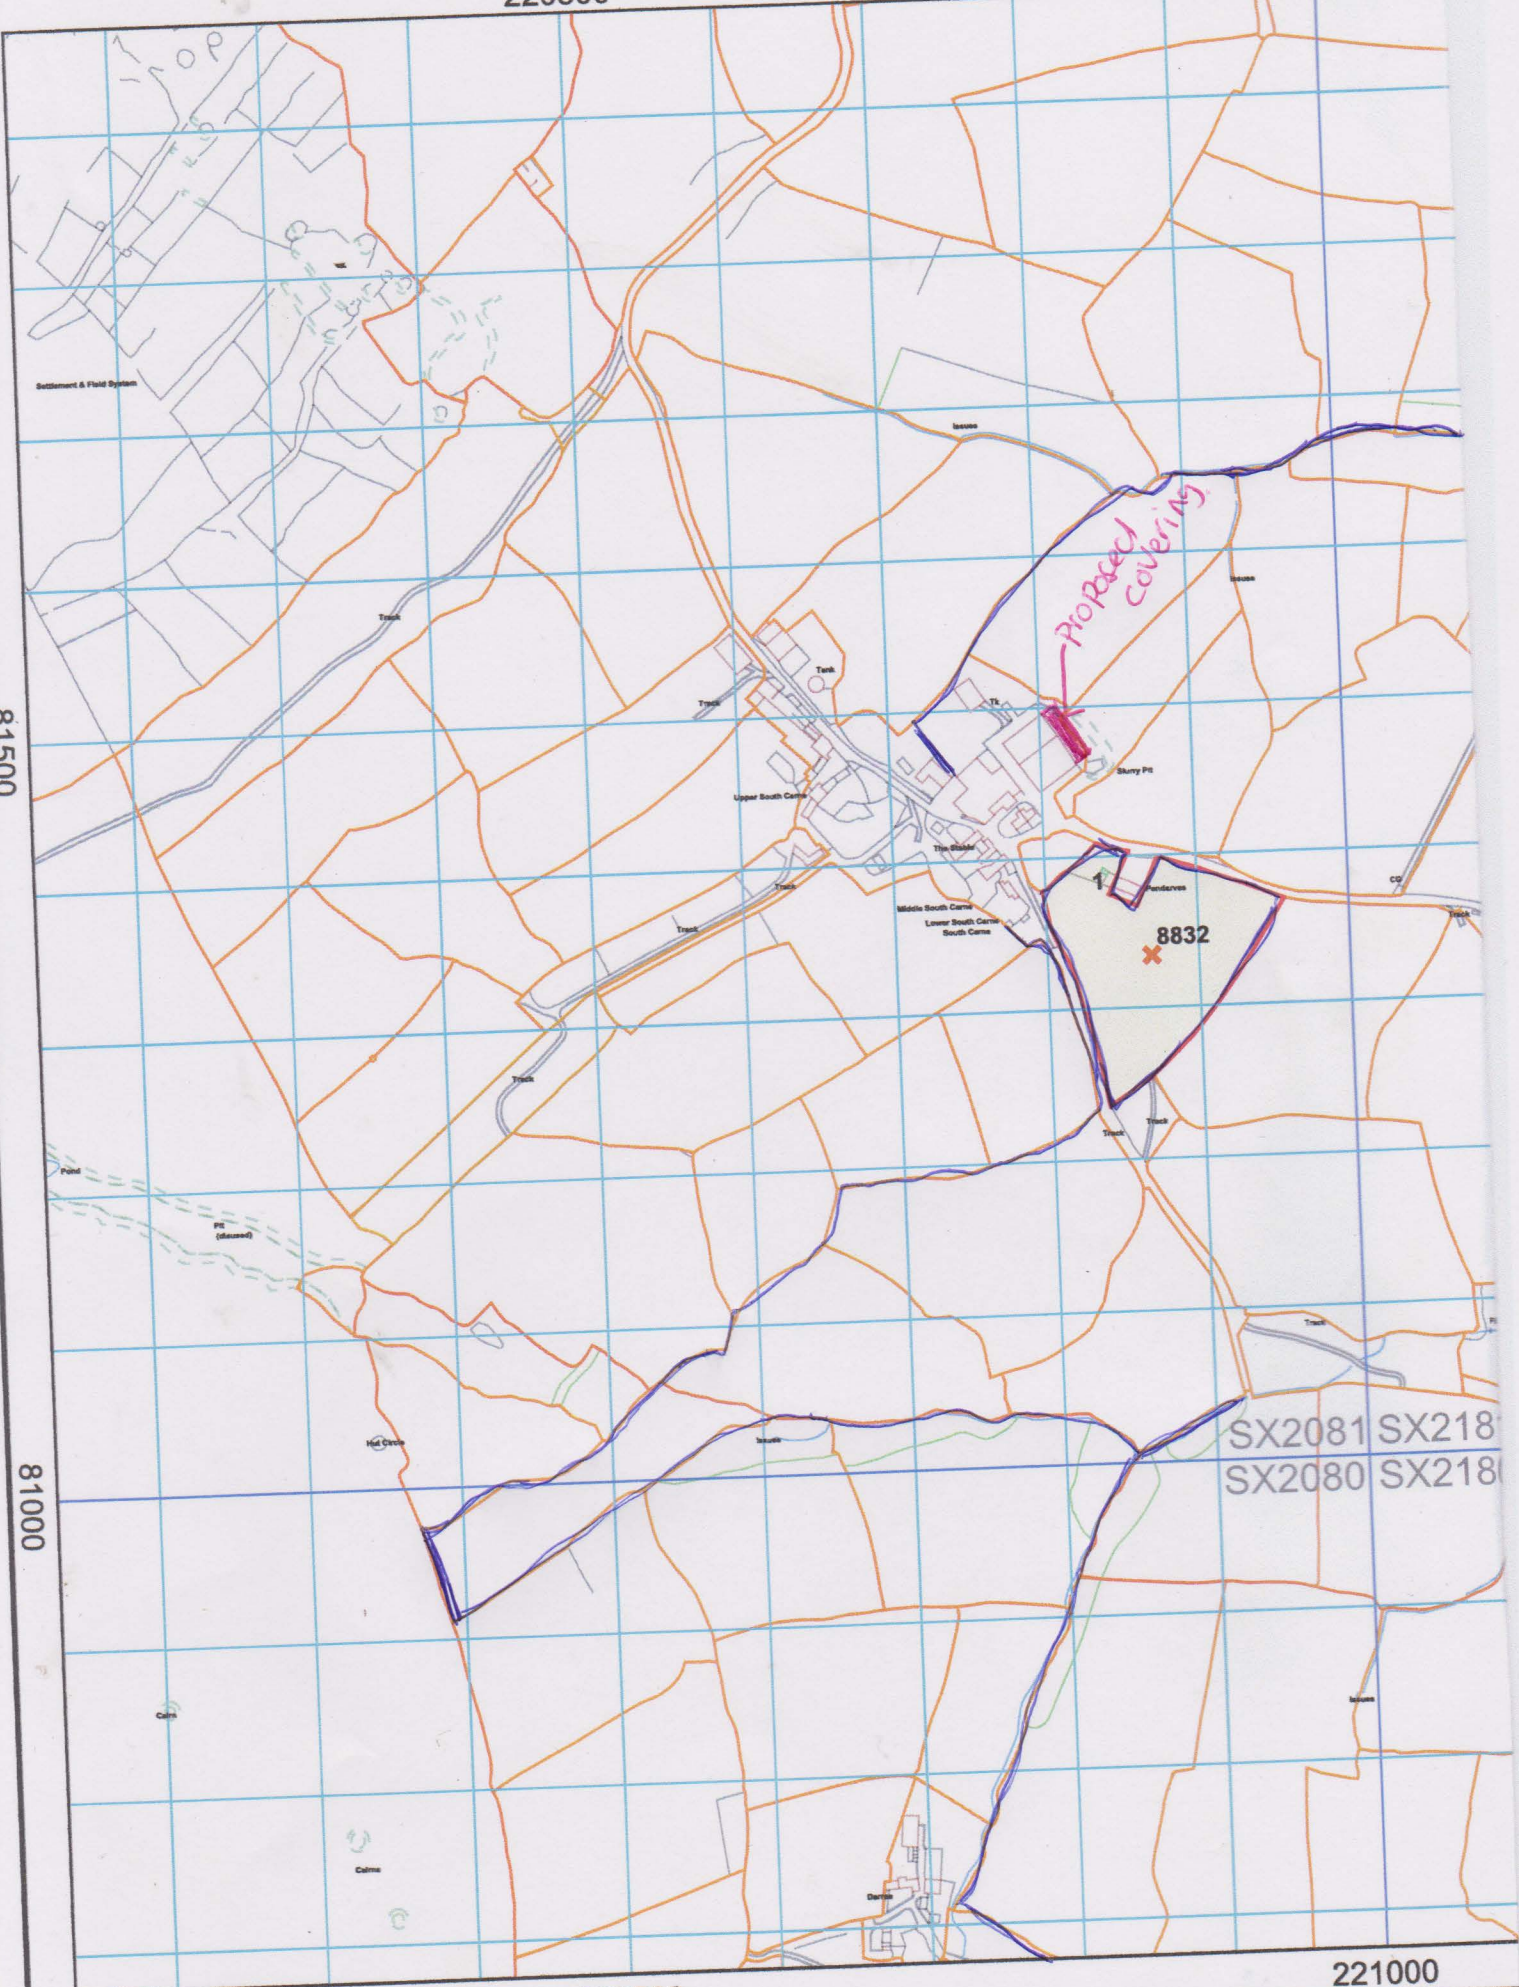 Settlement & Field System
Issues
Proposed
covering
Issues
Track
Tank
Tk
Track
81500
Slurry Pit
Upper South Carne
The Stable
CG
1
Pendarves
Track
Track
Middle South Carne
Lower South Carne
South Carne
Track
8832
Track
Track
Track
Pond
Pit
(disused)
Track
SX2081 SX218
Hut Circle
Issues
SX2080 SX218
81000
Issues
Cairn
Cairns
221000